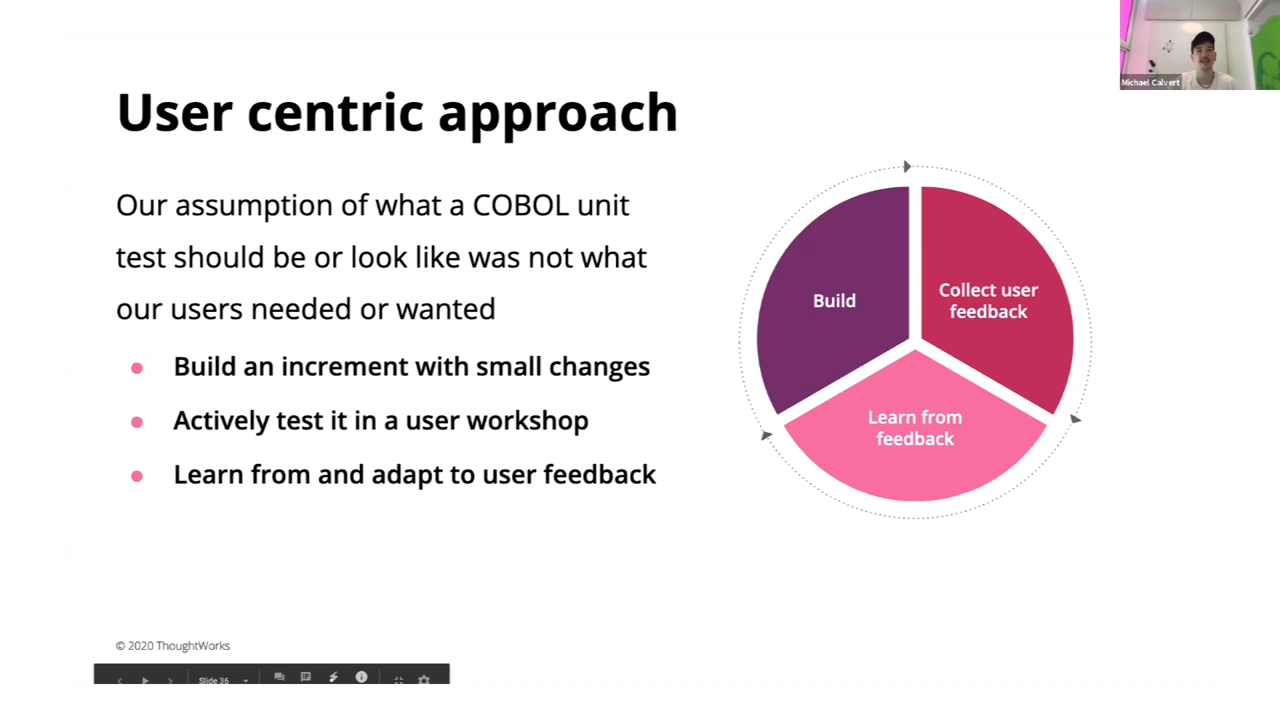 Michael Calvert
User centric approach
Our assumption of what a COBOL unit
test should be or look like was not what
our users needed or wanted
Build an increment with small changes
Actively test it in a user workshop
Learn from and adapt to user feedback
Build
Collect user
feedback
Learn from
feedback
© 2020 ThoughtWorks
Slide 36